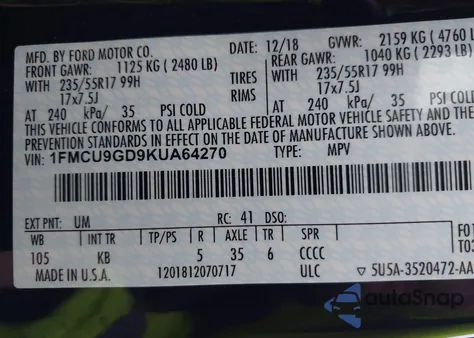 MFD. BY FORD MOTOR CO. DATE: 12/18 GVWR: 2159 KG (4760 L
FRONT GAWR: 1125 KG (2480 LB) REAR GAWR: 1040 KG (2293 LB)
WITH 235/55R17 99H TIRES WITH 235/55R17 99H
17x7.5J RIMS 17x7.5J
AT 240 kPa/ 35 PSI COLD AT 240 kPa/ 35 PSI COLD
THIS VEHICLE CONFORMS TO ALL APPLICABLE FEDERAL MOTOR VEHICLE SAFETY AND THE
PREVENTION STANDARDS IN EFFECT ON THE DATE OF MANUFACTURE SHOWN
VIN: 1FMCU9GD9KUA64270 TYPE: MPV
EXT PNT: UM RC: 41 DSO: F01
WB INT TR TP/PS R AXLE TR SPR T03
105 KB 5 35 6 CCCC
MADE IN U.S.A. 1201812070717 ULC ▽ 5U5A-3520472-AA
autoSnap